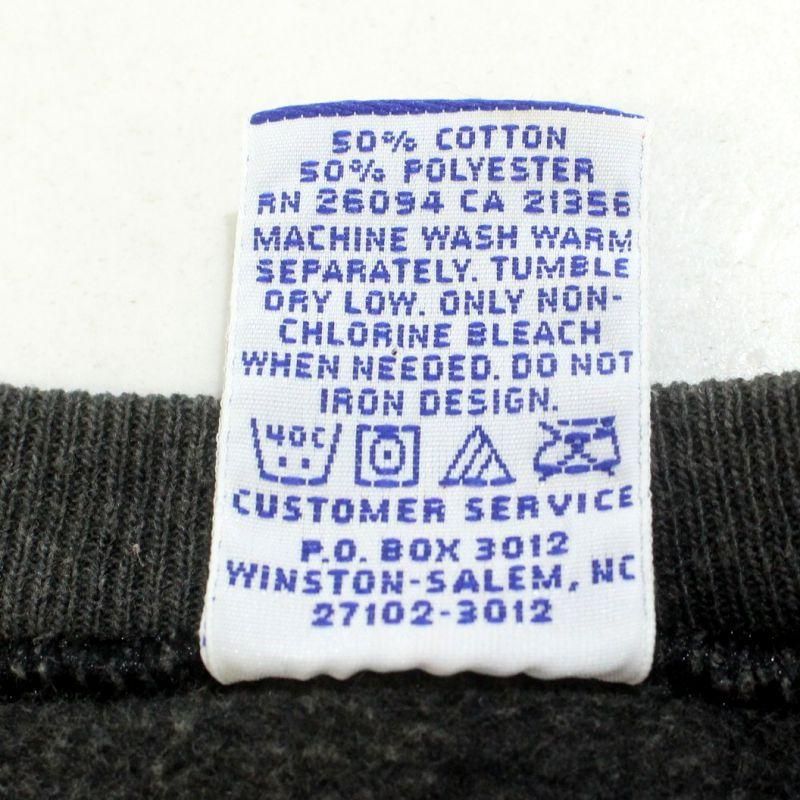 50% COTTON
50% POLYESTER
RN 26094 CA 21356
MACHINE WASH WARM
SEPARATELY. TUMBLE
DRY LOW. ONLY NON-
CHLORINE BLEACH
WHEN NEEDED. DO NOT
IRON DESIGN.
40C
CUSTOMER SERVICE
P.O. BOX 3012
WINSTON-SALEM, NC
27102-3012